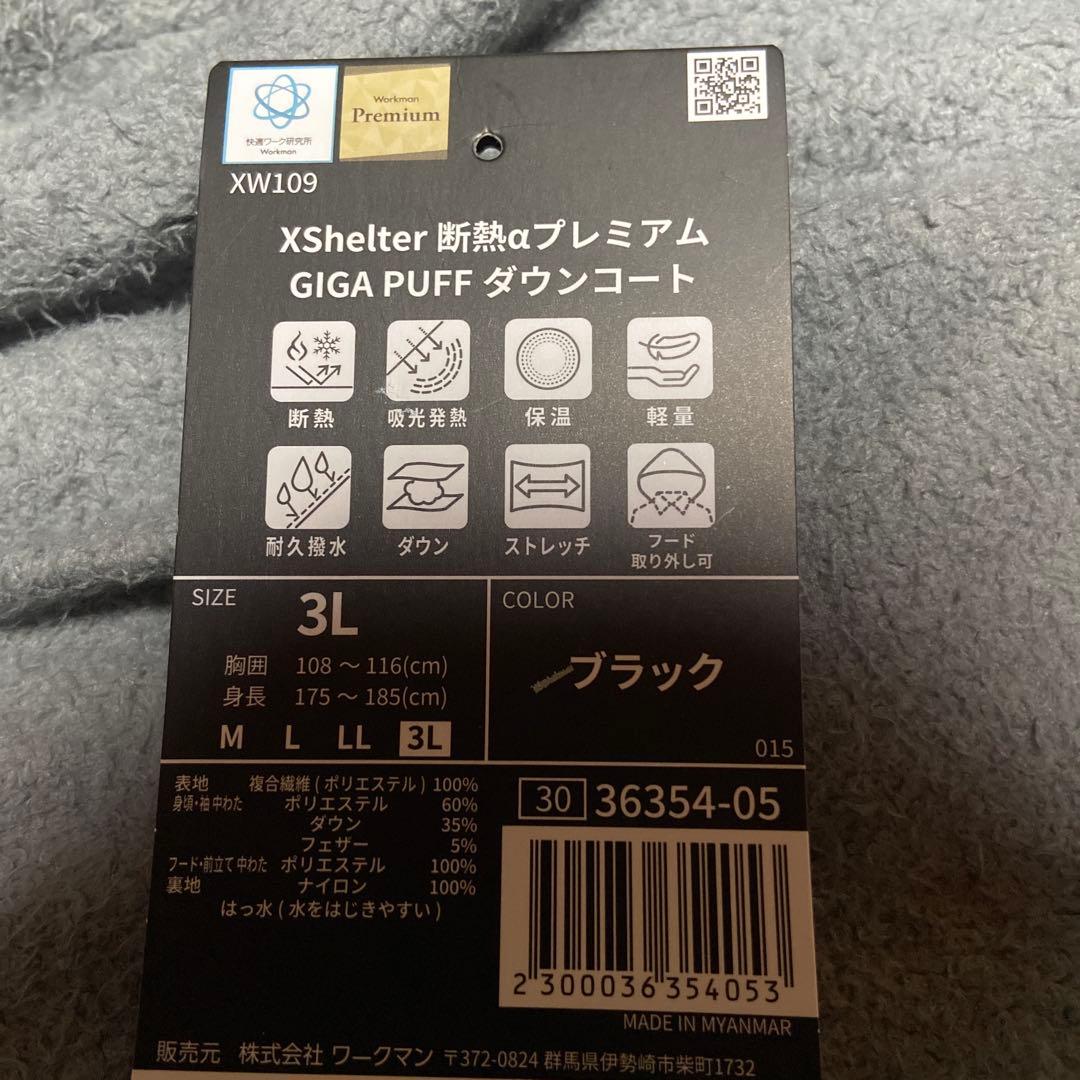 快適ワーク研究所
Workman
Workman
Premium
XW109
XShelter 断熱αプレミアム
GIGA PUFF ダウンコート
断熱 吸光発熱 保温 軽量
耐久撥水 ダウン ストレッチ フード
取り外し可
SIZE
3L
胸囲 108 ～ 116(cm)
身長 175 ～ 185(cm)
M L LL 3L
COLOR
ブラック
015
表地 複合繊維 ( ポリエステル ) 100%
身頃・袖 中わた ポリエステル 60%
ダウン 35%
フェザー 5%
フード・前立て 中わた ポリエステル 100%
裏地 ナイロン 100%
はっ水 ( 水をはじきやすい )
30 36354-05
2 300036 354053
MADE IN MYANMAR
販売元 株式会社 ワークマン 〒372-0824 群馬県伊勢崎市柴町1732